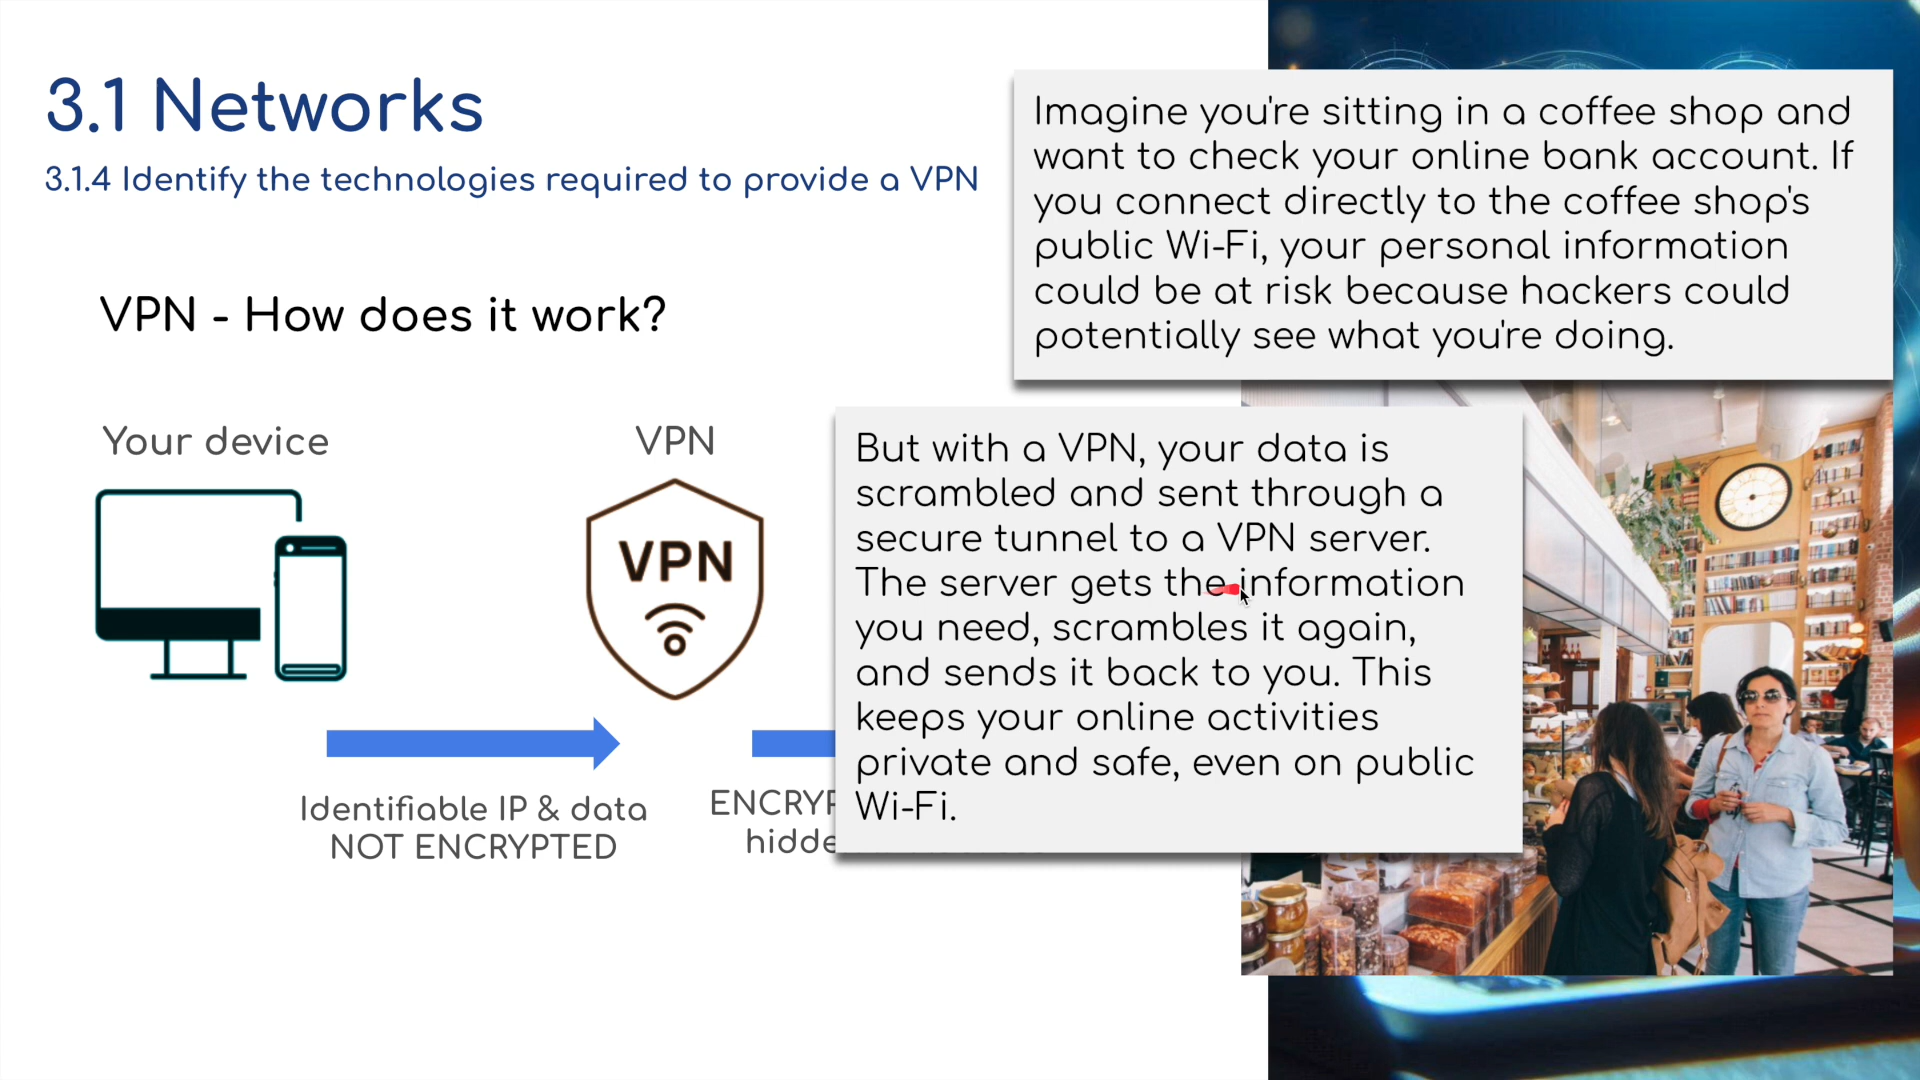 3.1 Networks
3.1.4 Identify the technologies required to provide a VPN
VPN - How does it work?
Your device
VPN
VPN
Identifiable IP & data
NOT ENCRYPTED
Imagine you're sitting in a coffee shop and
want to check your online bank account. If
you connect directly to the coffee shop's
public Wi-Fi, your personal information
could be at risk because hackers could
potentially see what you're doing.
But with a VPN, your data is
scrambled and sent through a
secure tunnel to a VPN server.
The server gets the information
you need, scrambles it again,
and sends it back to you. This
keeps your online activities
private and safe, even on public
Wi-Fi.